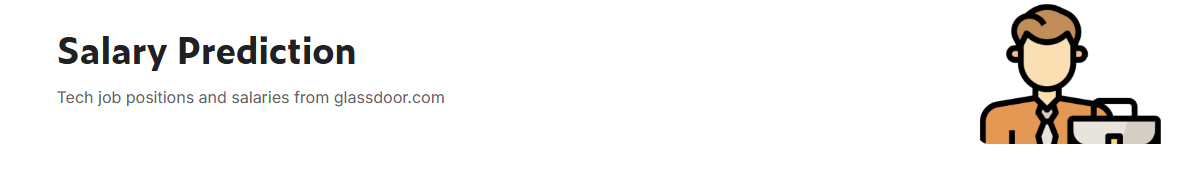 Salary Prediction
Tech job positions and salaries from glassdoor.com